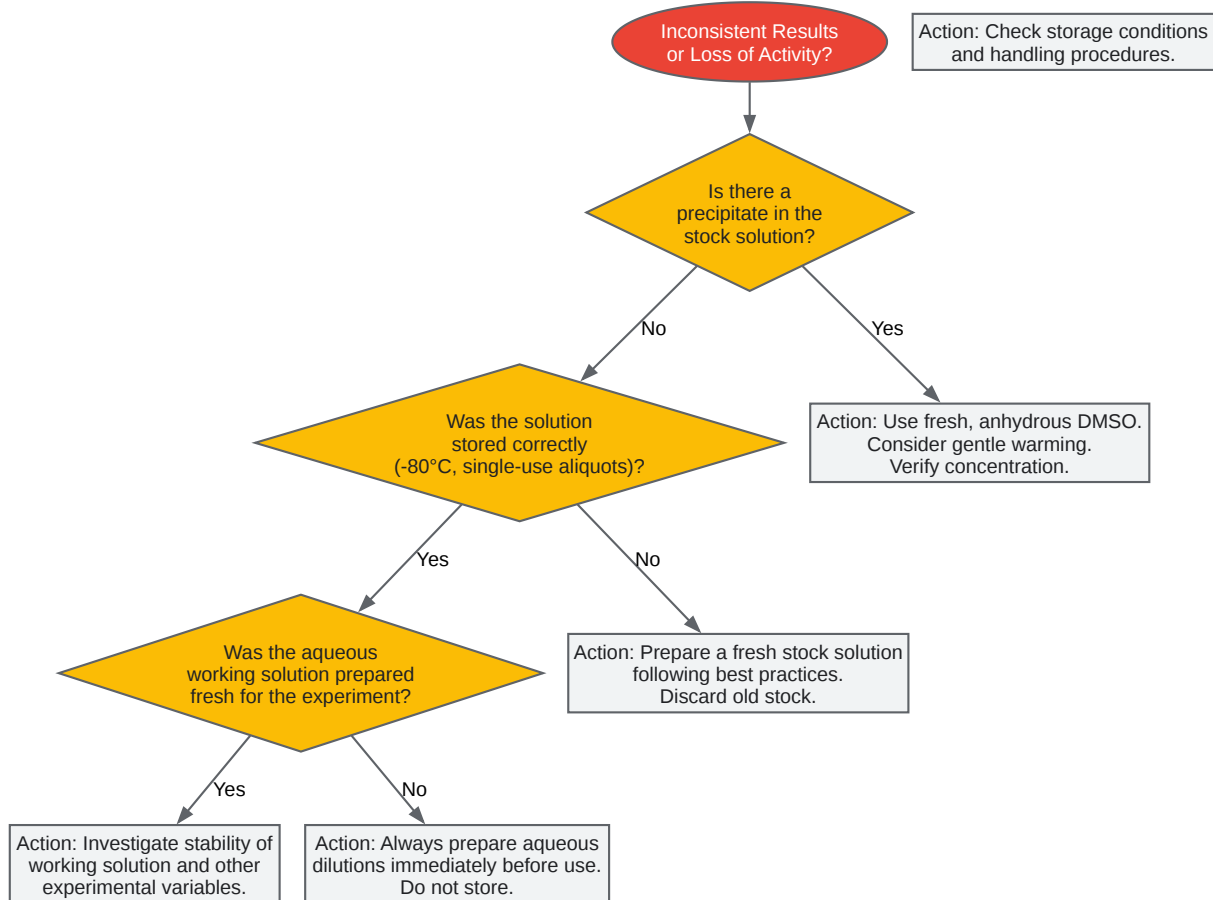 Inconsistent Results
or Loss of Activity?
Action: Check storage conditions
and handling procedures.
Is there a
precipitate in the
stock solution?
No
Yes
Was the solution
stored correctly
(-80°C, single-use aliquots)?
Action: Use fresh, anhydrous DMSO.
Consider gentle warming.
Verify concentration.
Yes
No
Was the aqueous
working solution prepared
fresh for the experiment?
Action: Prepare a fresh stock solution
following best practices.
Discard old stock.
Yes
No
Action: Investigate stability of
working solution and other
experimental variables.
Action: Always prepare aqueous
dilutions immediately before use.
Do not store.